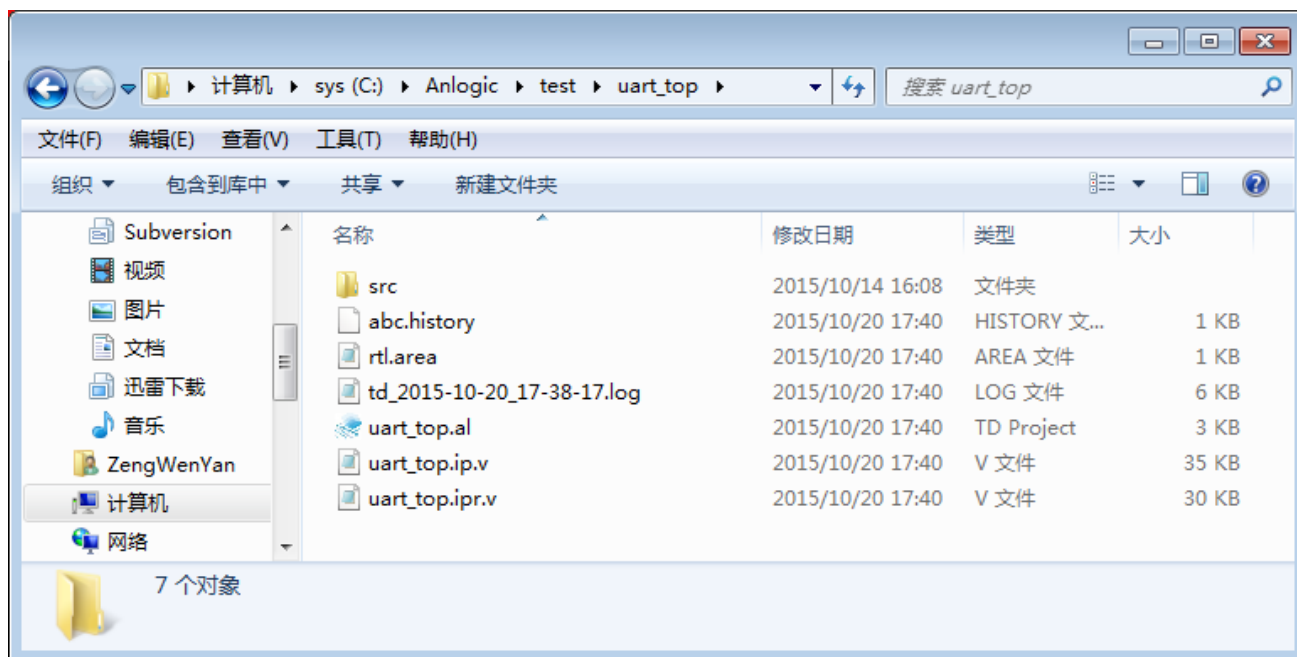 计算机 sys (C:) Anlogic test uart_top 搜索 uart_top
文件(F) 编辑(E) 查看(V) 工具(T) 帮助(H)
组织 包含到库中 共享 新建文件夹
Subversion
视频
图片
文档
迅雷下载
音乐
ZengWenYan
计算机
网络
名称 修改日期 类型 大小
src 2015/10/14 16:08 文件夹
abc.history 2015/10/20 17:40 HISTORY 文... 1 KB
rtl.area 2015/10/20 17:40 AREA 文件 1 KB
td_2015-10-20_17-38-17.log 2015/10/20 17:40 LOG 文件 6 KB
uart_top.al 2015/10/20 17:40 TD Project 3 KB
uart_top.ip.v 2015/10/20 17:40 V 文件 35 KB
uart_top.ipr.v 2015/10/20 17:40 V 文件 30 KB
7 个对象